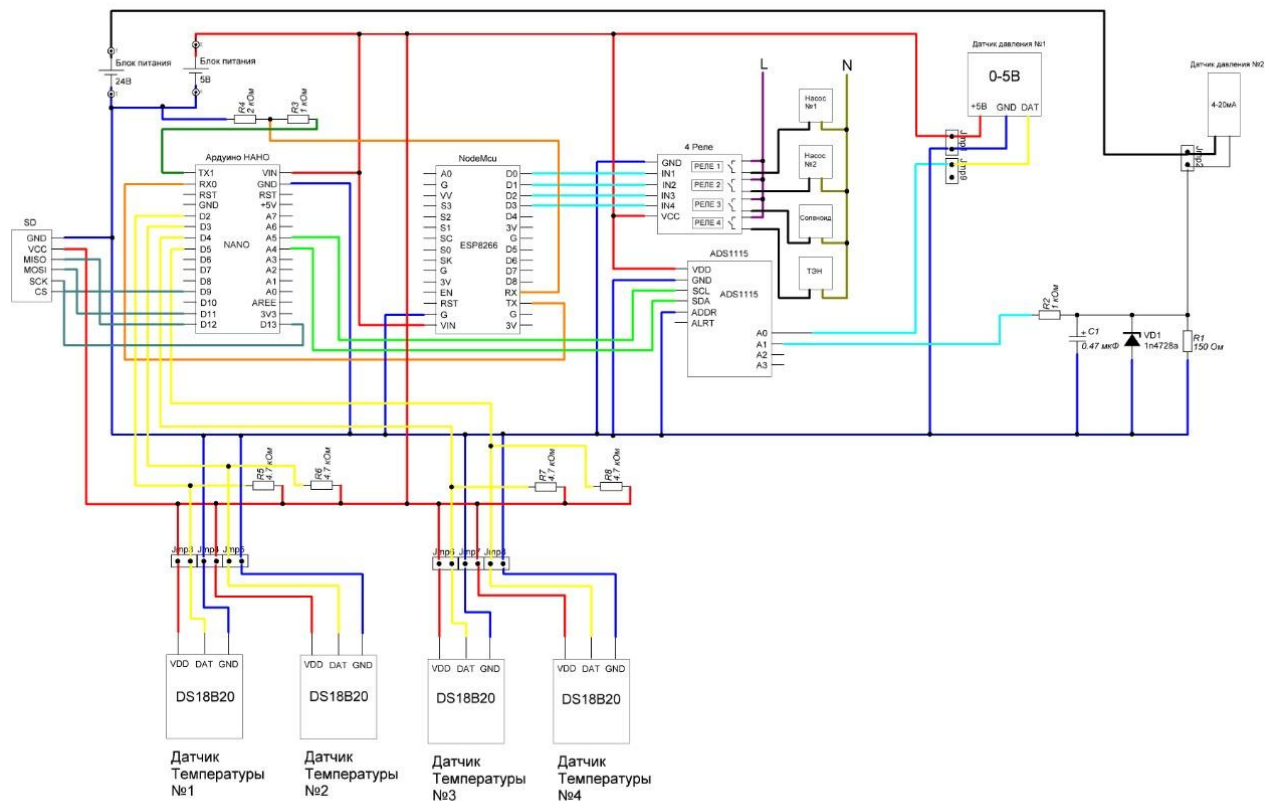 Блок питания
24В
Блок питания
5В
R4
2 кОм
R3
1 кОм
L
N
Датчик давления №1
0-5В
+5В
GND
DAT
Jmp1
Jmp9
Датчик давления №2
4-20мА
Jmp2
Насос
№1
Насос
№2
Соленоид
ТЭН
4 Реле
GND
IN1
IN2
IN3
IN4
VCC
РЕЛЕ 1
РЕЛЕ 2
РЕЛЕ 3
РЕЛЕ 4
Ардуино НАНО
NANO
TX1
RX0
RST
GND
D2
D3
D4
D5
D6
D7
D8
D9
D10
D11
D12
VIN
GND
RST
+5V
A7
A6
A5
A4
A3
A2
A1
A0
AREE
3V3
D13
NodeMcu
ESP8266
A0
G
VV
S3
S2
S1
SC
S0
SK
G
3V
EN
RST
G
VIN
D0
D1
D2
D3
D4
3V
G
D5
D6
D7
D8
RX
TX
G
3V
SD
GND
VCC
MISO
MOSI
SCK
CS
ADS1115
ADS1115
VDD
GND
SCL
SDA
ADDR
ALRT
A0
A1
A2
A3
R2
1 кОм
+ C1
0.47 мкФ
VD1
1n4728a
R1
150 Ом
R5
4.7 кОм
R6
4.7 кОм
R7
4.7 кОм
R8
4.7 кОм
Jmp3
Jmp4
Jmp5
Jmp6
Jmp7
Jmp8
VDD DAT GND
DS18B20
Датчик
Температуры
№1
VDD DAT GND
DS18B20
Датчик
Температуры
№2
VDD DAT GND
DS18B20
Датчик
Температуры
№3
VDD DAT GND
DS18B20
Датчик
Температуры
№4